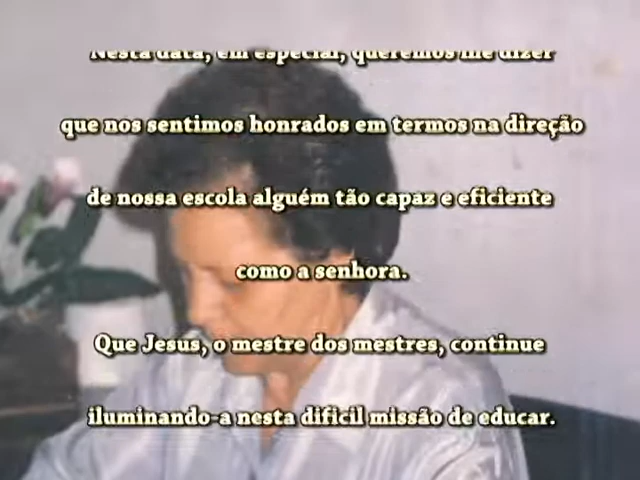 Nesta data, em especial, queremos lhe dizer
que nos sentimos honrados em termos na direção
de nossa escola alguém tão capaz e eficiente
como a senhora.
Que Jesus, o mestre dos mestres, continue
iluminando-a nesta dificil missão de educar.